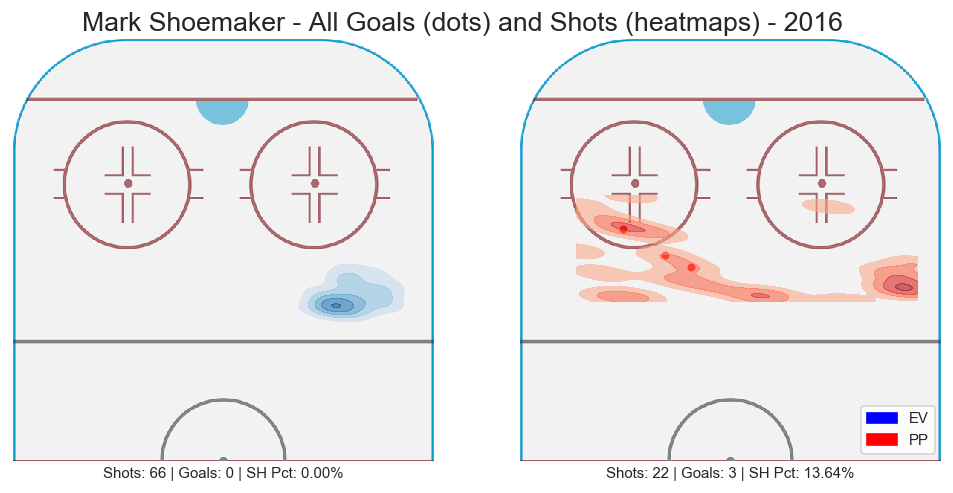 Mark Shoemaker - All Goals (dots) and Shots (heatmaps) - 2016
EV
PP
Shots: 66 | Goals: 0 | SH Pct: 0.00%
Shots: 22 | Goals: 3 | SH Pct: 13.64%